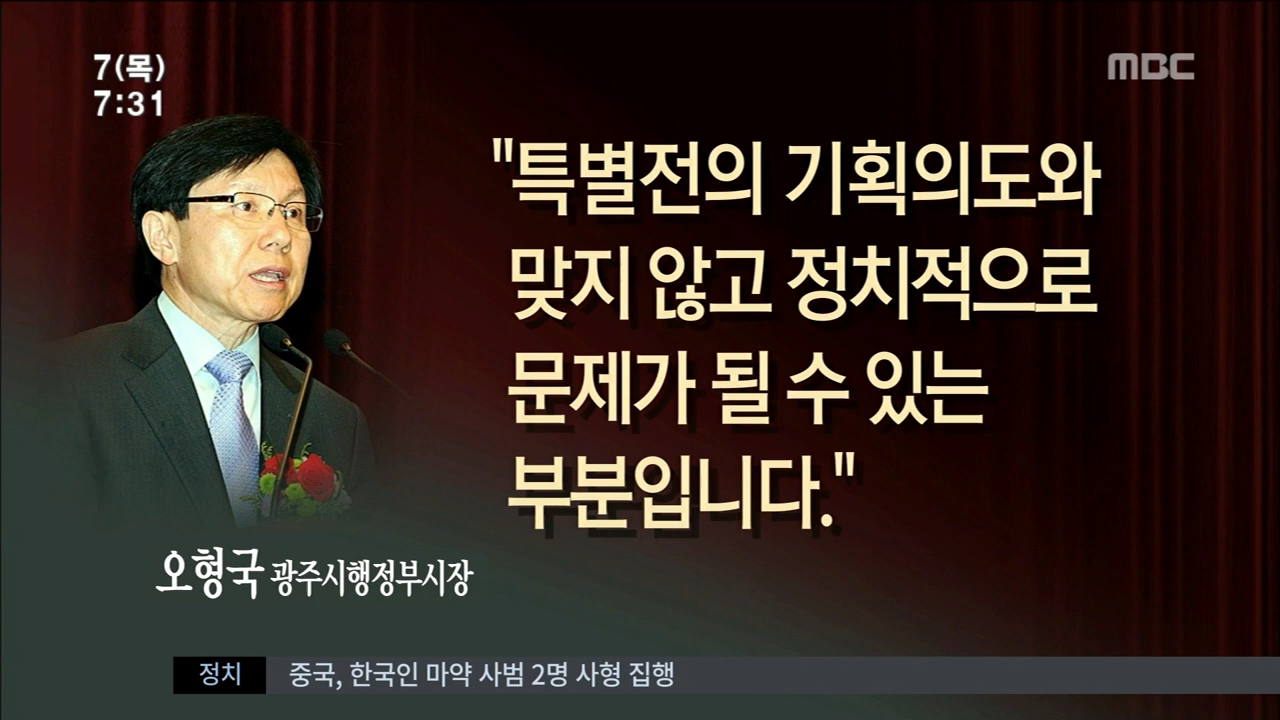 7(목)
7:31
MBC
"특별전의 기획의도와
맞지 않고 정치적으로
문제가 될 수 있는
부분입니다."
오형국 광주시행정부시장
정치 중국, 한국인 마약 사범 2명 사형 집행